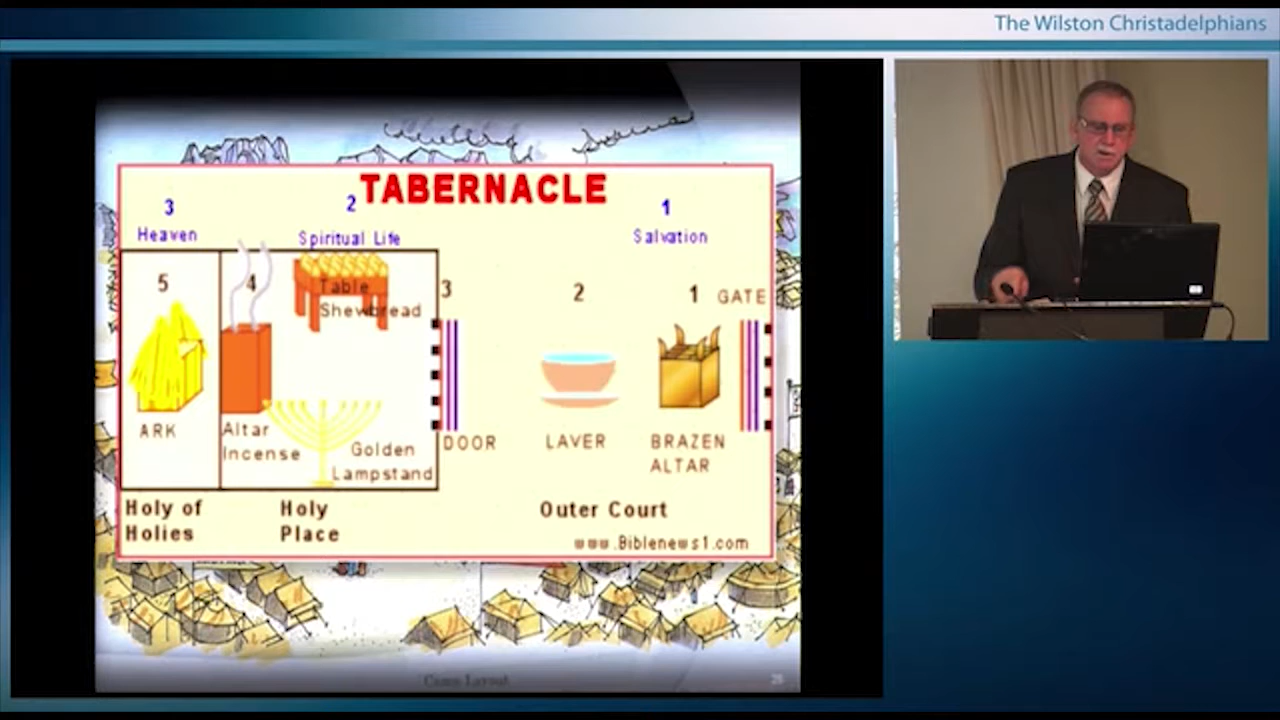 The Wilston Christadelphians
TABERNACLE
3 2 1
Heaven Spiritual Life Salvation
5 4 3 2 1 GATE
Table
Shewbread
ARK
Altar
Incense
Golden
Lampstand
DOOR
LAVER
BRAZEN
ALTAR
Holy of
Holies
Holy
Place
Outer Court
www.Biblenews1.com
Camp Layout